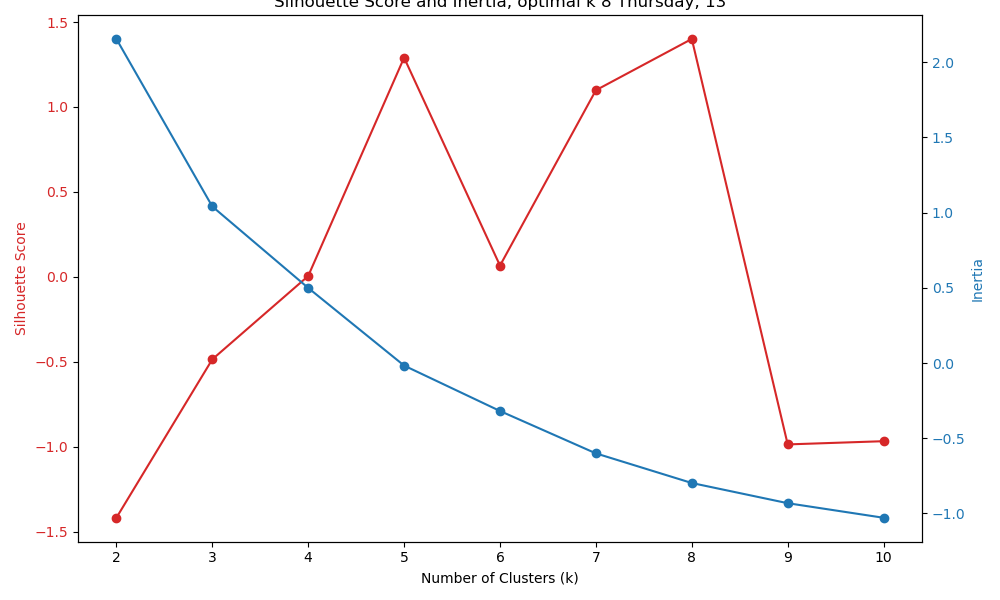 Silhouette Score and Inertia, optimal k 8 Thursday, 13
1.5
1.0
0.5
0.0
−0.5
−1.0
−1.5
Silhouette Score
2.0
1.5
1.0
0.5
0.0
−0.5
−1.0
Inertia
2 3 4 5 6 7 8 9 10
Number of Clusters (k)